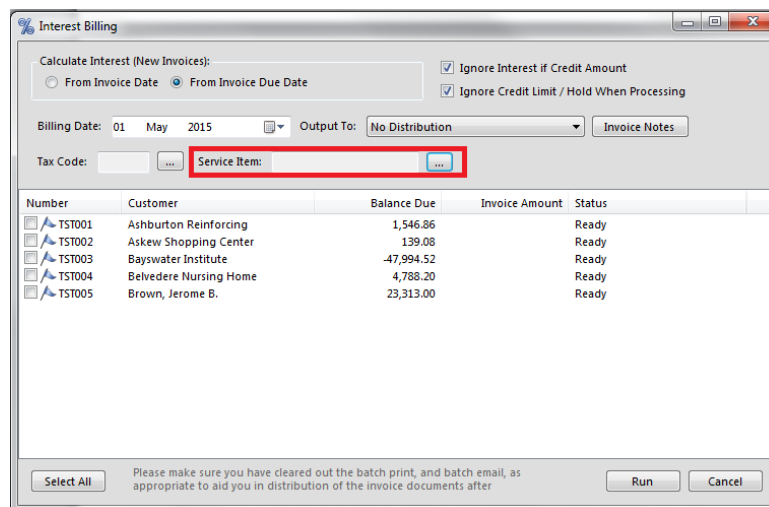 Interest Billing
Calculate Interest (New Invoices):
From Invoice Date From Invoice Due Date
Ignore Interest if Credit Amount
Ignore Credit Limit / Hold When Processing
Billing Date: 01 May 2015 Output To: No Distribution Invoice Notes
Tax Code: ... Service Item: ...
Number Customer Balance Due Invoice Amount Status
TST001 Ashburton Reinforcing 1,546.86 Ready
TST002 Askew Shopping Center 139.08 Ready
TST003 Bayswater Institute -47,994.52 Ready
TST004 Belvedere Nursing Home 4,788.20 Ready
TST005 Brown, Jerome B. 23,313.00 Ready
Select All
Please make sure you have cleared out the batch print, and batch email, as
appropriate to aid you in distribution of the invoice documents after
Run Cancel